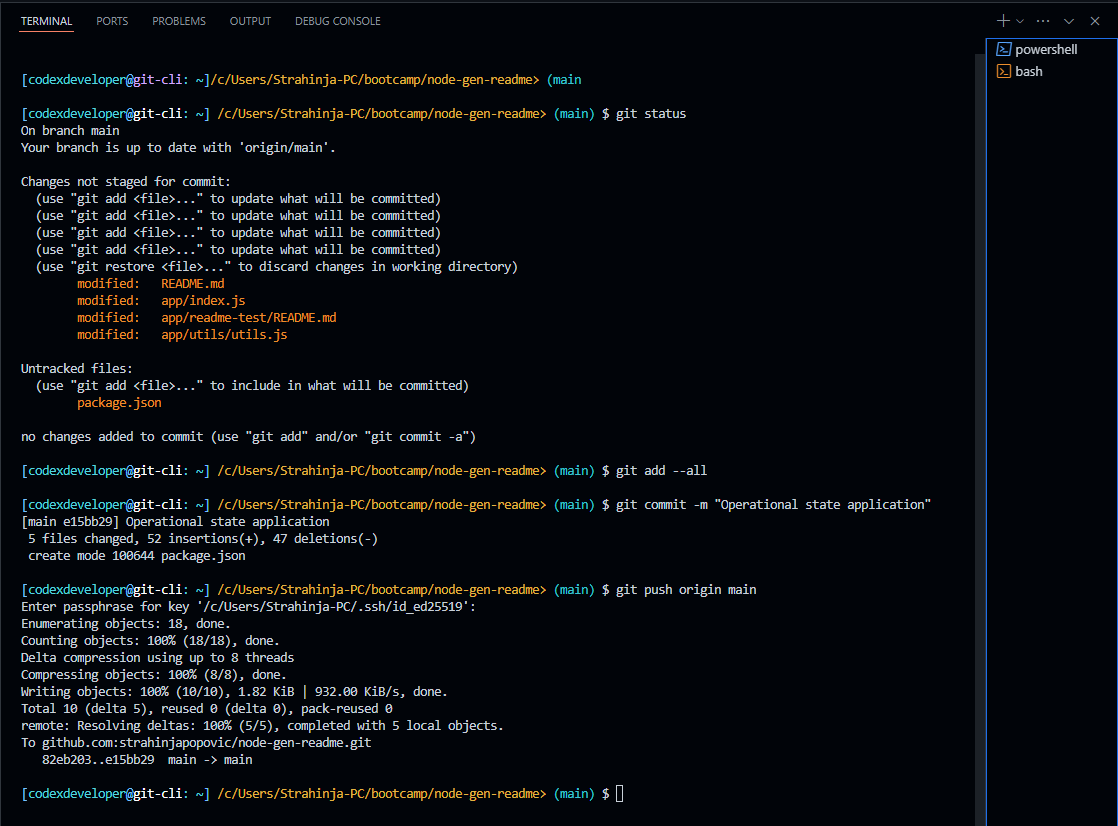 TERMINAL PORTS PROBLEMS OUTPUT DEBUG CONSOLE
powershell
bash
[codexdeveloper@git-cli: ~]/c/Users/Strahinja-PC/bootcamp/node-gen-readme> (main
[codexdeveloper@git-cli: ~] /c/Users/Strahinja-PC/bootcamp/node-gen-readme> (main) $ git status
On branch main
Your branch is up to date with 'origin/main'.
Changes not staged for commit:
(use "git add <file>..." to update what will be committed)
(use "git add <file>..." to update what will be committed)
(use "git add <file>..." to update what will be committed)
(use "git add <file>..." to update what will be committed)
(use "git restore <file>..." to discard changes in working directory)
modified: README.md
modified: app/index.js
modified: app/readme-test/README.md
modified: app/utils/utils.js
Untracked files:
(use "git add <file>..." to include in what will be committed)
package.json
no changes added to commit (use "git add" and/or "git commit -a")
[codexdeveloper@git-cli: ~] /c/Users/Strahinja-PC/bootcamp/node-gen-readme> (main) $ git add --all
[codexdeveloper@git-cli: ~] /c/Users/Strahinja-PC/bootcamp/node-gen-readme> (main) $ git commit -m "Operational state application"
[main e15bb29] Operational state application
5 files changed, 52 insertions(+), 47 deletions(-)
create mode 100644 package.json
[codexdeveloper@git-cli: ~] /c/Users/Strahinja-PC/bootcamp/node-gen-readme> (main) $ git push origin main
Enter passphrase for key '/c/Users/Strahinja-PC/.ssh/id_ed25519':
Enumerating objects: 18, done.
Counting objects: 100% (18/18), done.
Delta compression using up to 8 threads
Compressing objects: 100% (8/8), done.
Writing objects: 100% (10/10), 1.82 KiB | 932.00 KiB/s, done.
Total 10 (delta 5), reused 0 (delta 0), pack-reused 0
remote: Resolving deltas: 100% (5/5), completed with 5 local objects.
To github.com:strahinjapopovic/node-gen-readme.git
82eb203..e15bb29 main -> main
[codexdeveloper@git-cli: ~] /c/Users/Strahinja-PC/bootcamp/node-gen-readme> (main) $